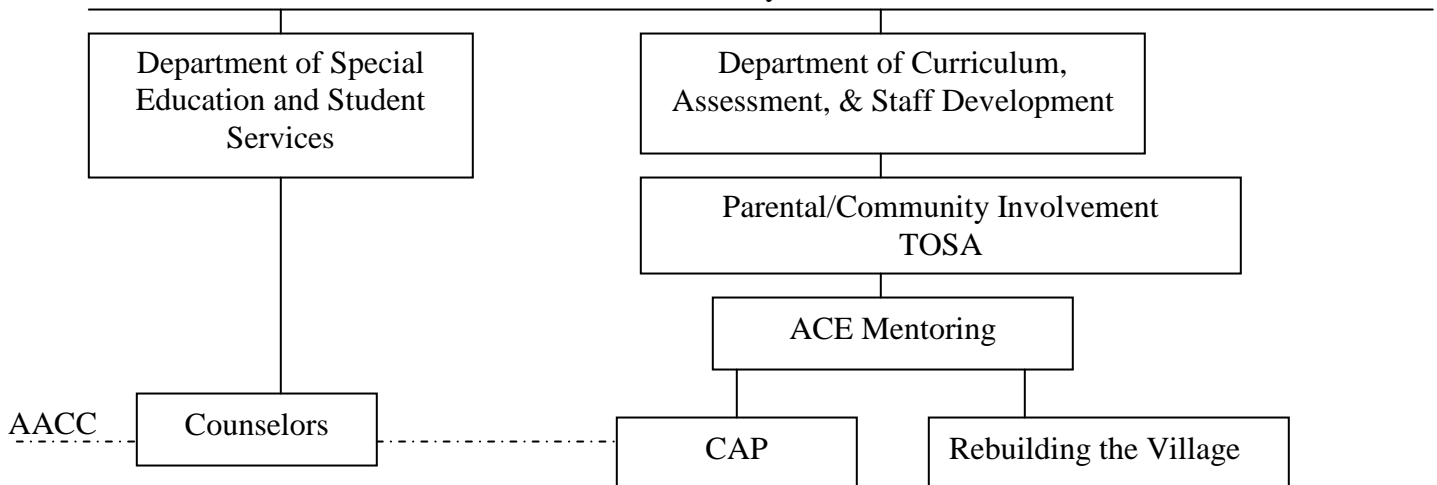 Department of Special
Education and Student
Services
Department of Curriculum,
Assessment, & Staff Development
Parental/Community Involvement
TOSA
ACE Mentoring
AACC
Counselors
CAP
Rebuilding the Village